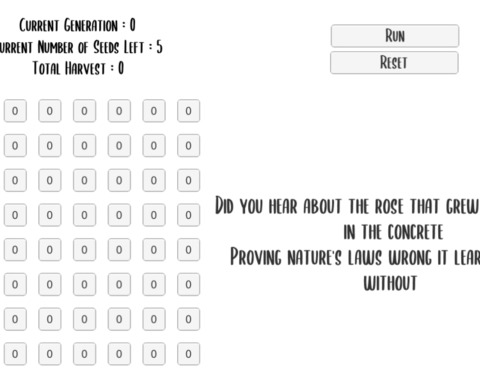 Current Generation : 0
urrent Number of Seeds Left : 5
Total Harvest : 0
Run
Reset
0 0 0 0 0 0
0 0 0 0 0 0
0 0 0 0 0 0
0 0 0 0 0 0
0 0 0 0 0 0
0 0 0 0 0 0
0 0 0 0 0 0
0 0 0 0 0 0
Did you hear about the rose that grew
in the concrete
Proving nature's laws wrong it
without